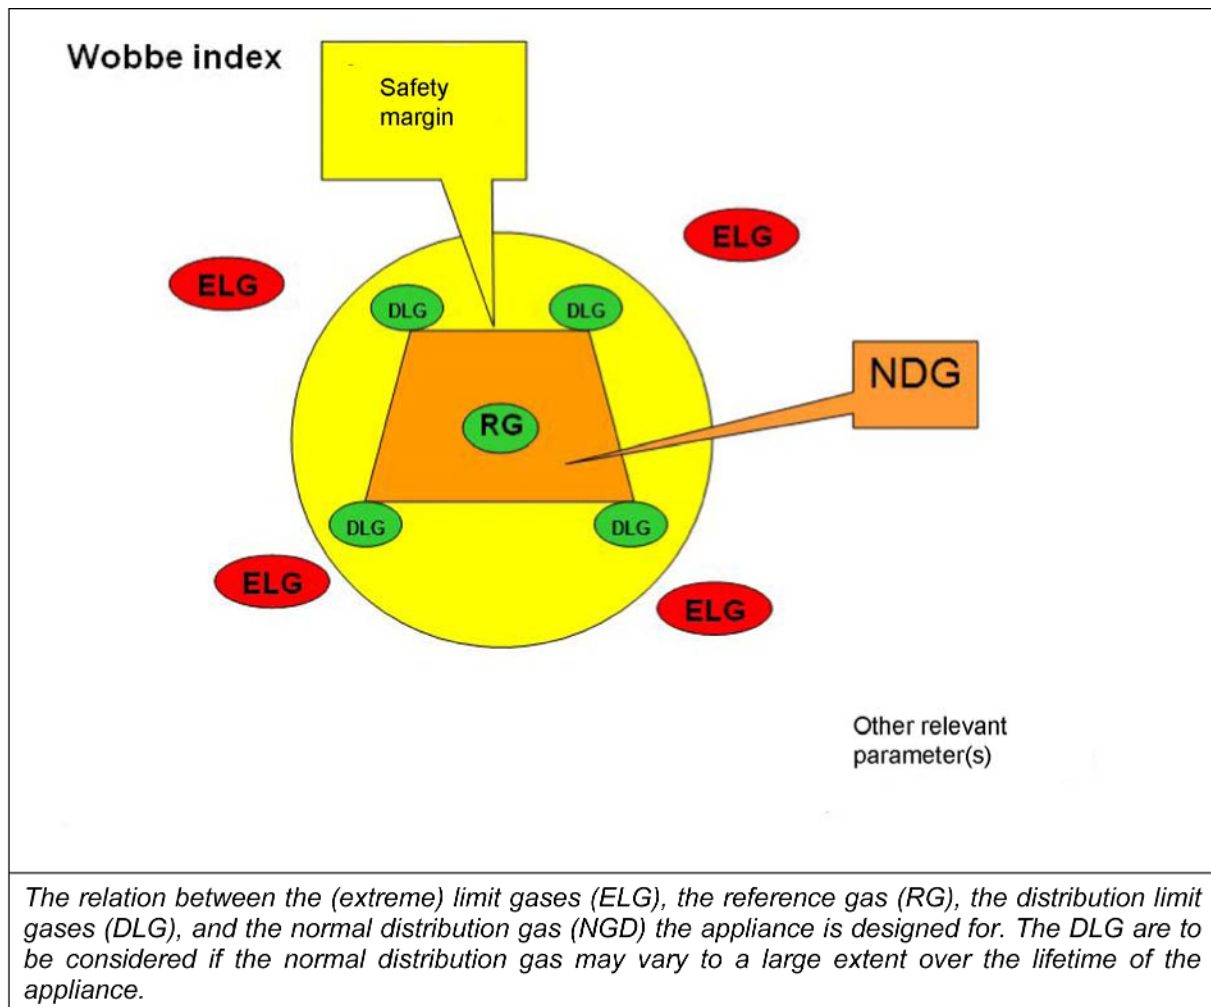 Wobbe index
Safety
margin
ELG
ELG
DLG
DLG
NDG
RG
DLG
DLG
ELG
ELG
Other relevant
parameter(s)
The relation between the (extreme) limit gases (ELG), the reference gas (RG), the distribution limit
gases (DLG), and the normal distribution gas (NGD) the appliance is designed for. The DLG are to
be considered if the normal distribution gas may vary to a large extent over the lifetime of the
appliance.